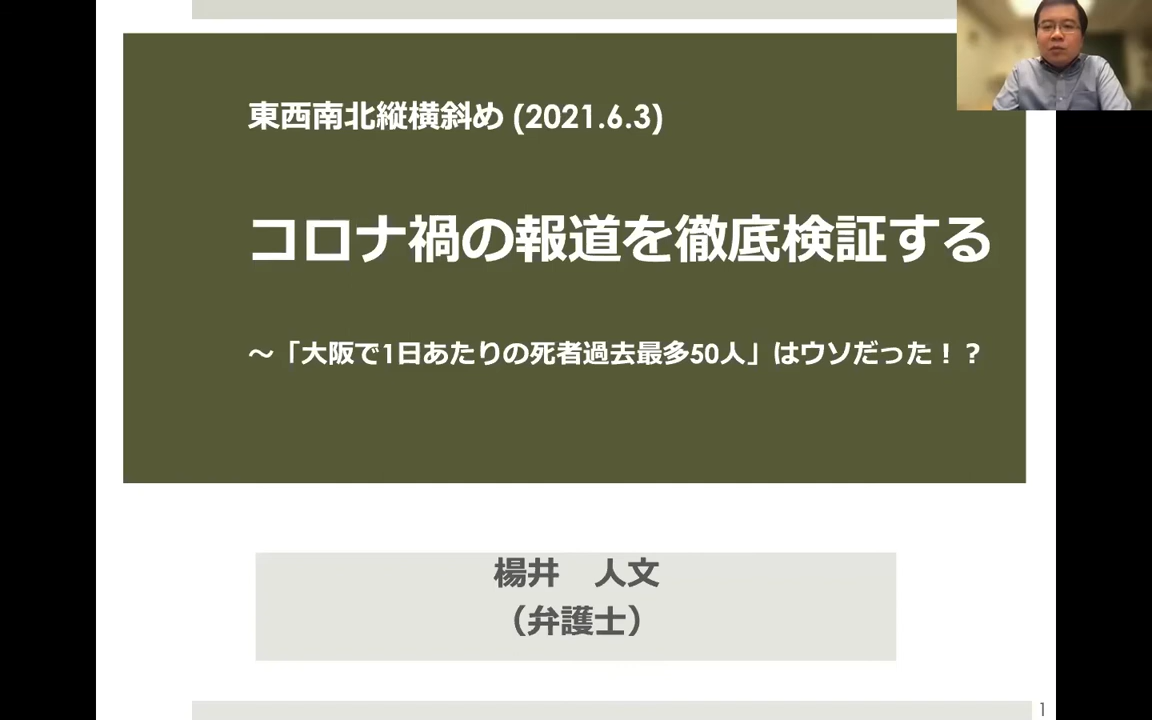 東西南北縦横斜め (2021.6.3)
コロナ禍の報道を徹底検証する
～「大阪で1日あたりの死者過去最多50人」はウソだった！？
楊井　人文
（弁護士）
1